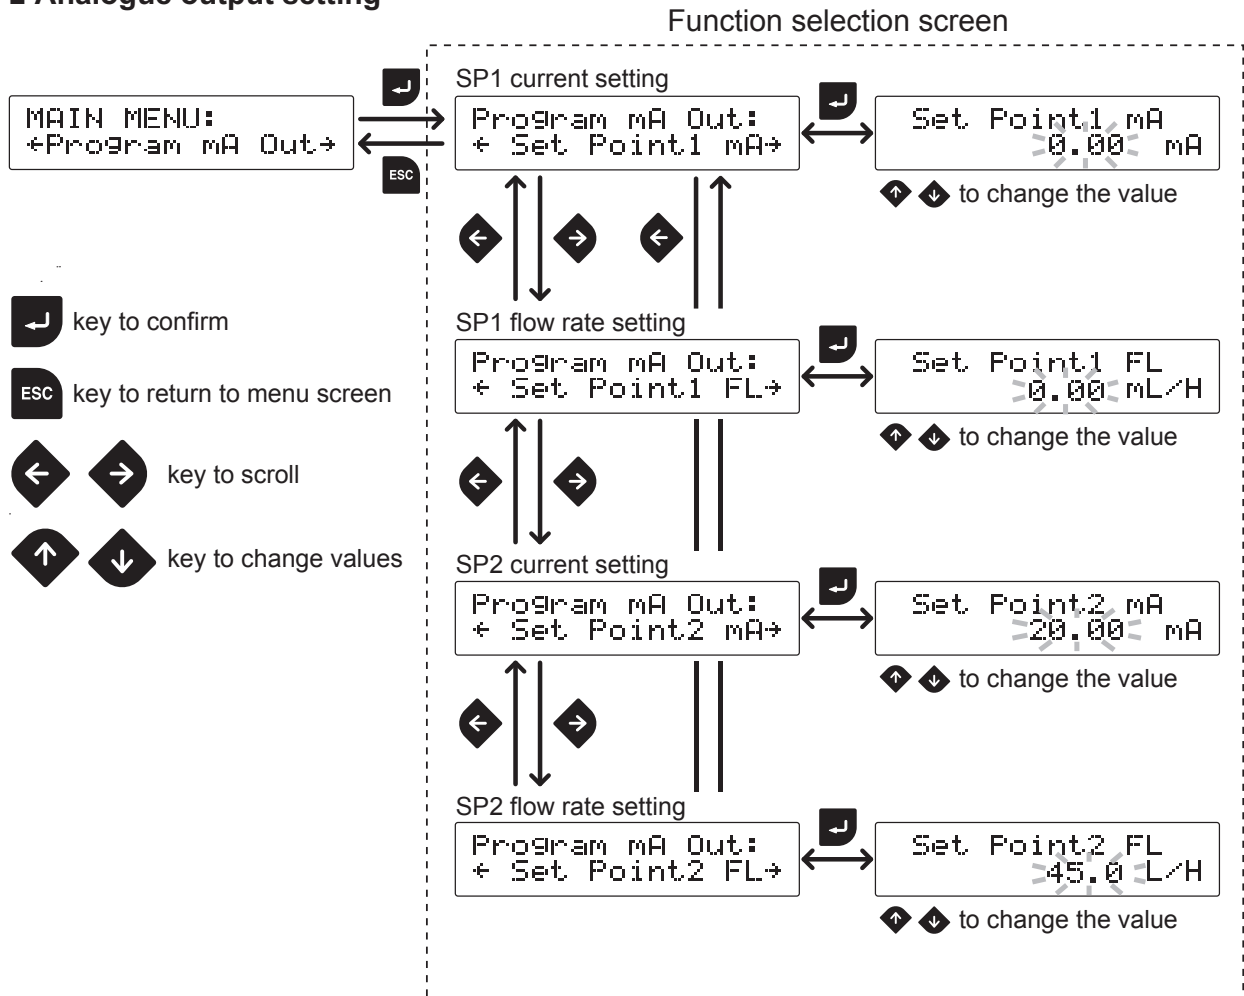 2 Analogue output setting
Function selection screen
MAIN MENU:
←Program mA Out→
ESC
SP1 current setting
Program mA Out:
← Set Point1 mA→
Set Point1 mA
0.00 mA
to change the value
key to confirm
ESC key to return to menu screen
key to scroll
key to change values
SP1 flow rate setting
Program mA Out:
← Set Point1 FL→
Set Point1 FL
0.00 mL/H
to change the value
SP2 current setting
Program mA Out:
← Set Point2 mA→
Set Point2 mA
20.00 mA
to change the value
SP2 flow rate setting
Program mA Out:
← Set Point2 FL→
Set Point2 FL
45.0 L/H
to change the value